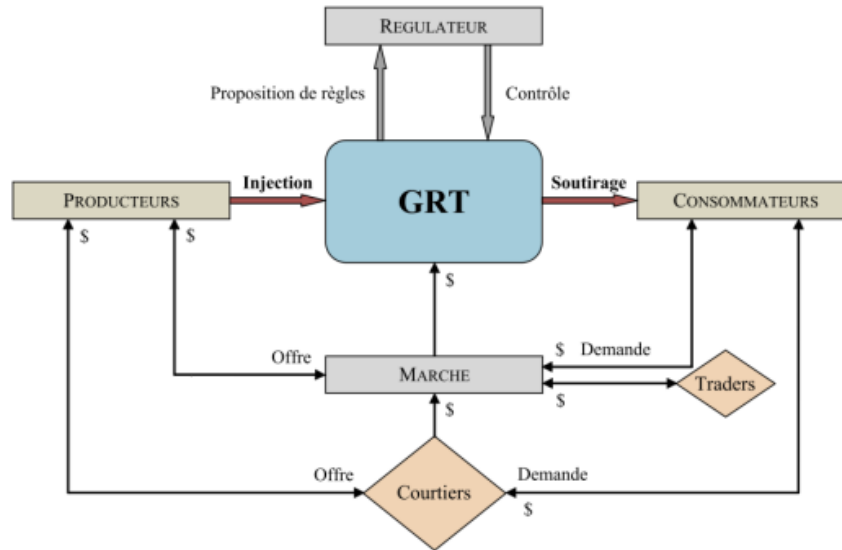 REGULATEUR
Proposition de règles
Contrôle
Injection
Soutirage
PRODUCTEURS
GRT
CONSOMMATEURS
$
$
$
Offre
$
Demande
MARCHE
Traders
$
$
Offre
Demande
Courtiers
$